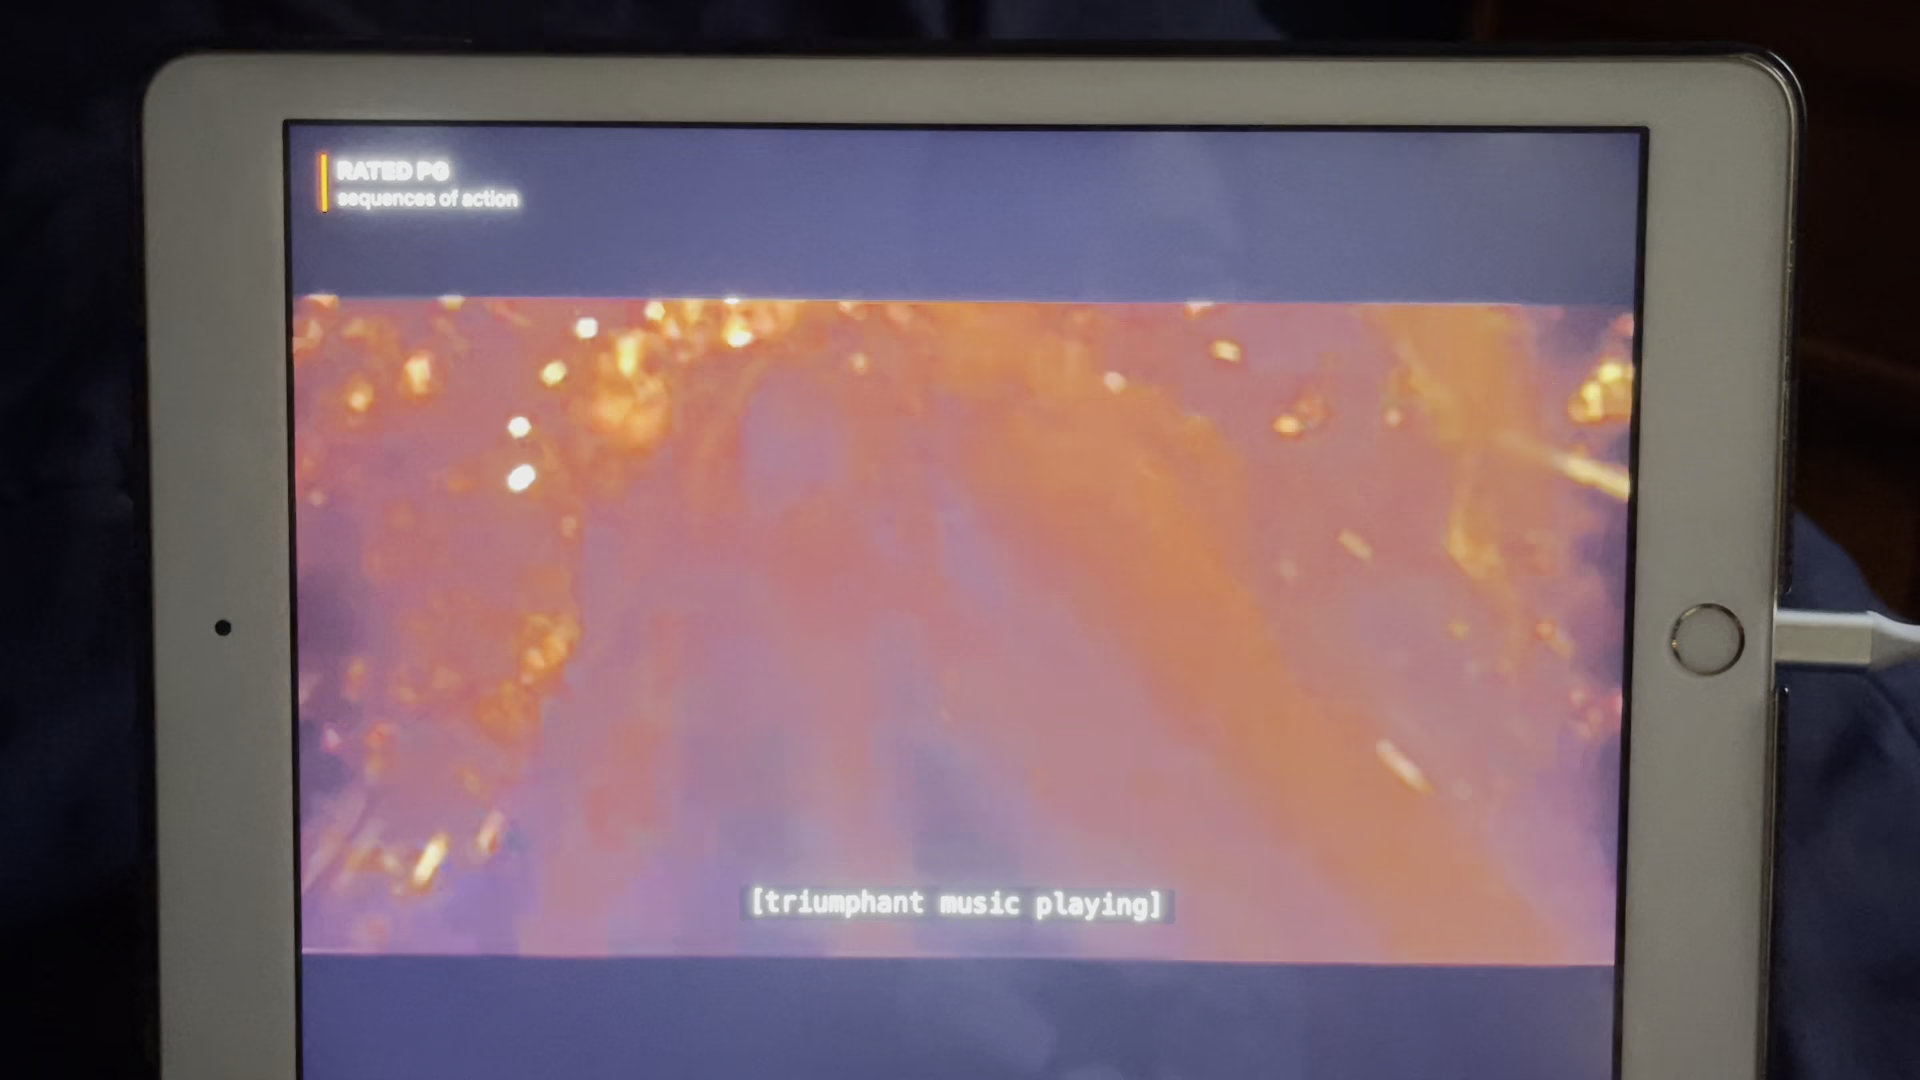 RATED PG
sequences of action
[triumphant music playing]